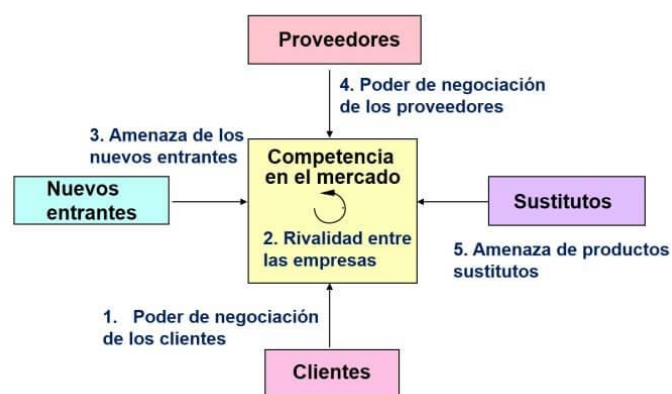 Proveedores
4. Poder de negociación
de los proveedores
3. Amenaza de los
nuevos entrantes
Competencia
en el mercado
Nuevos
entrantes
Sustitutos
2. Rivalidad entre
las empresas
5. Amenaza de productos
sustitutos
1. Poder de negociación
de los clientes
Clientes